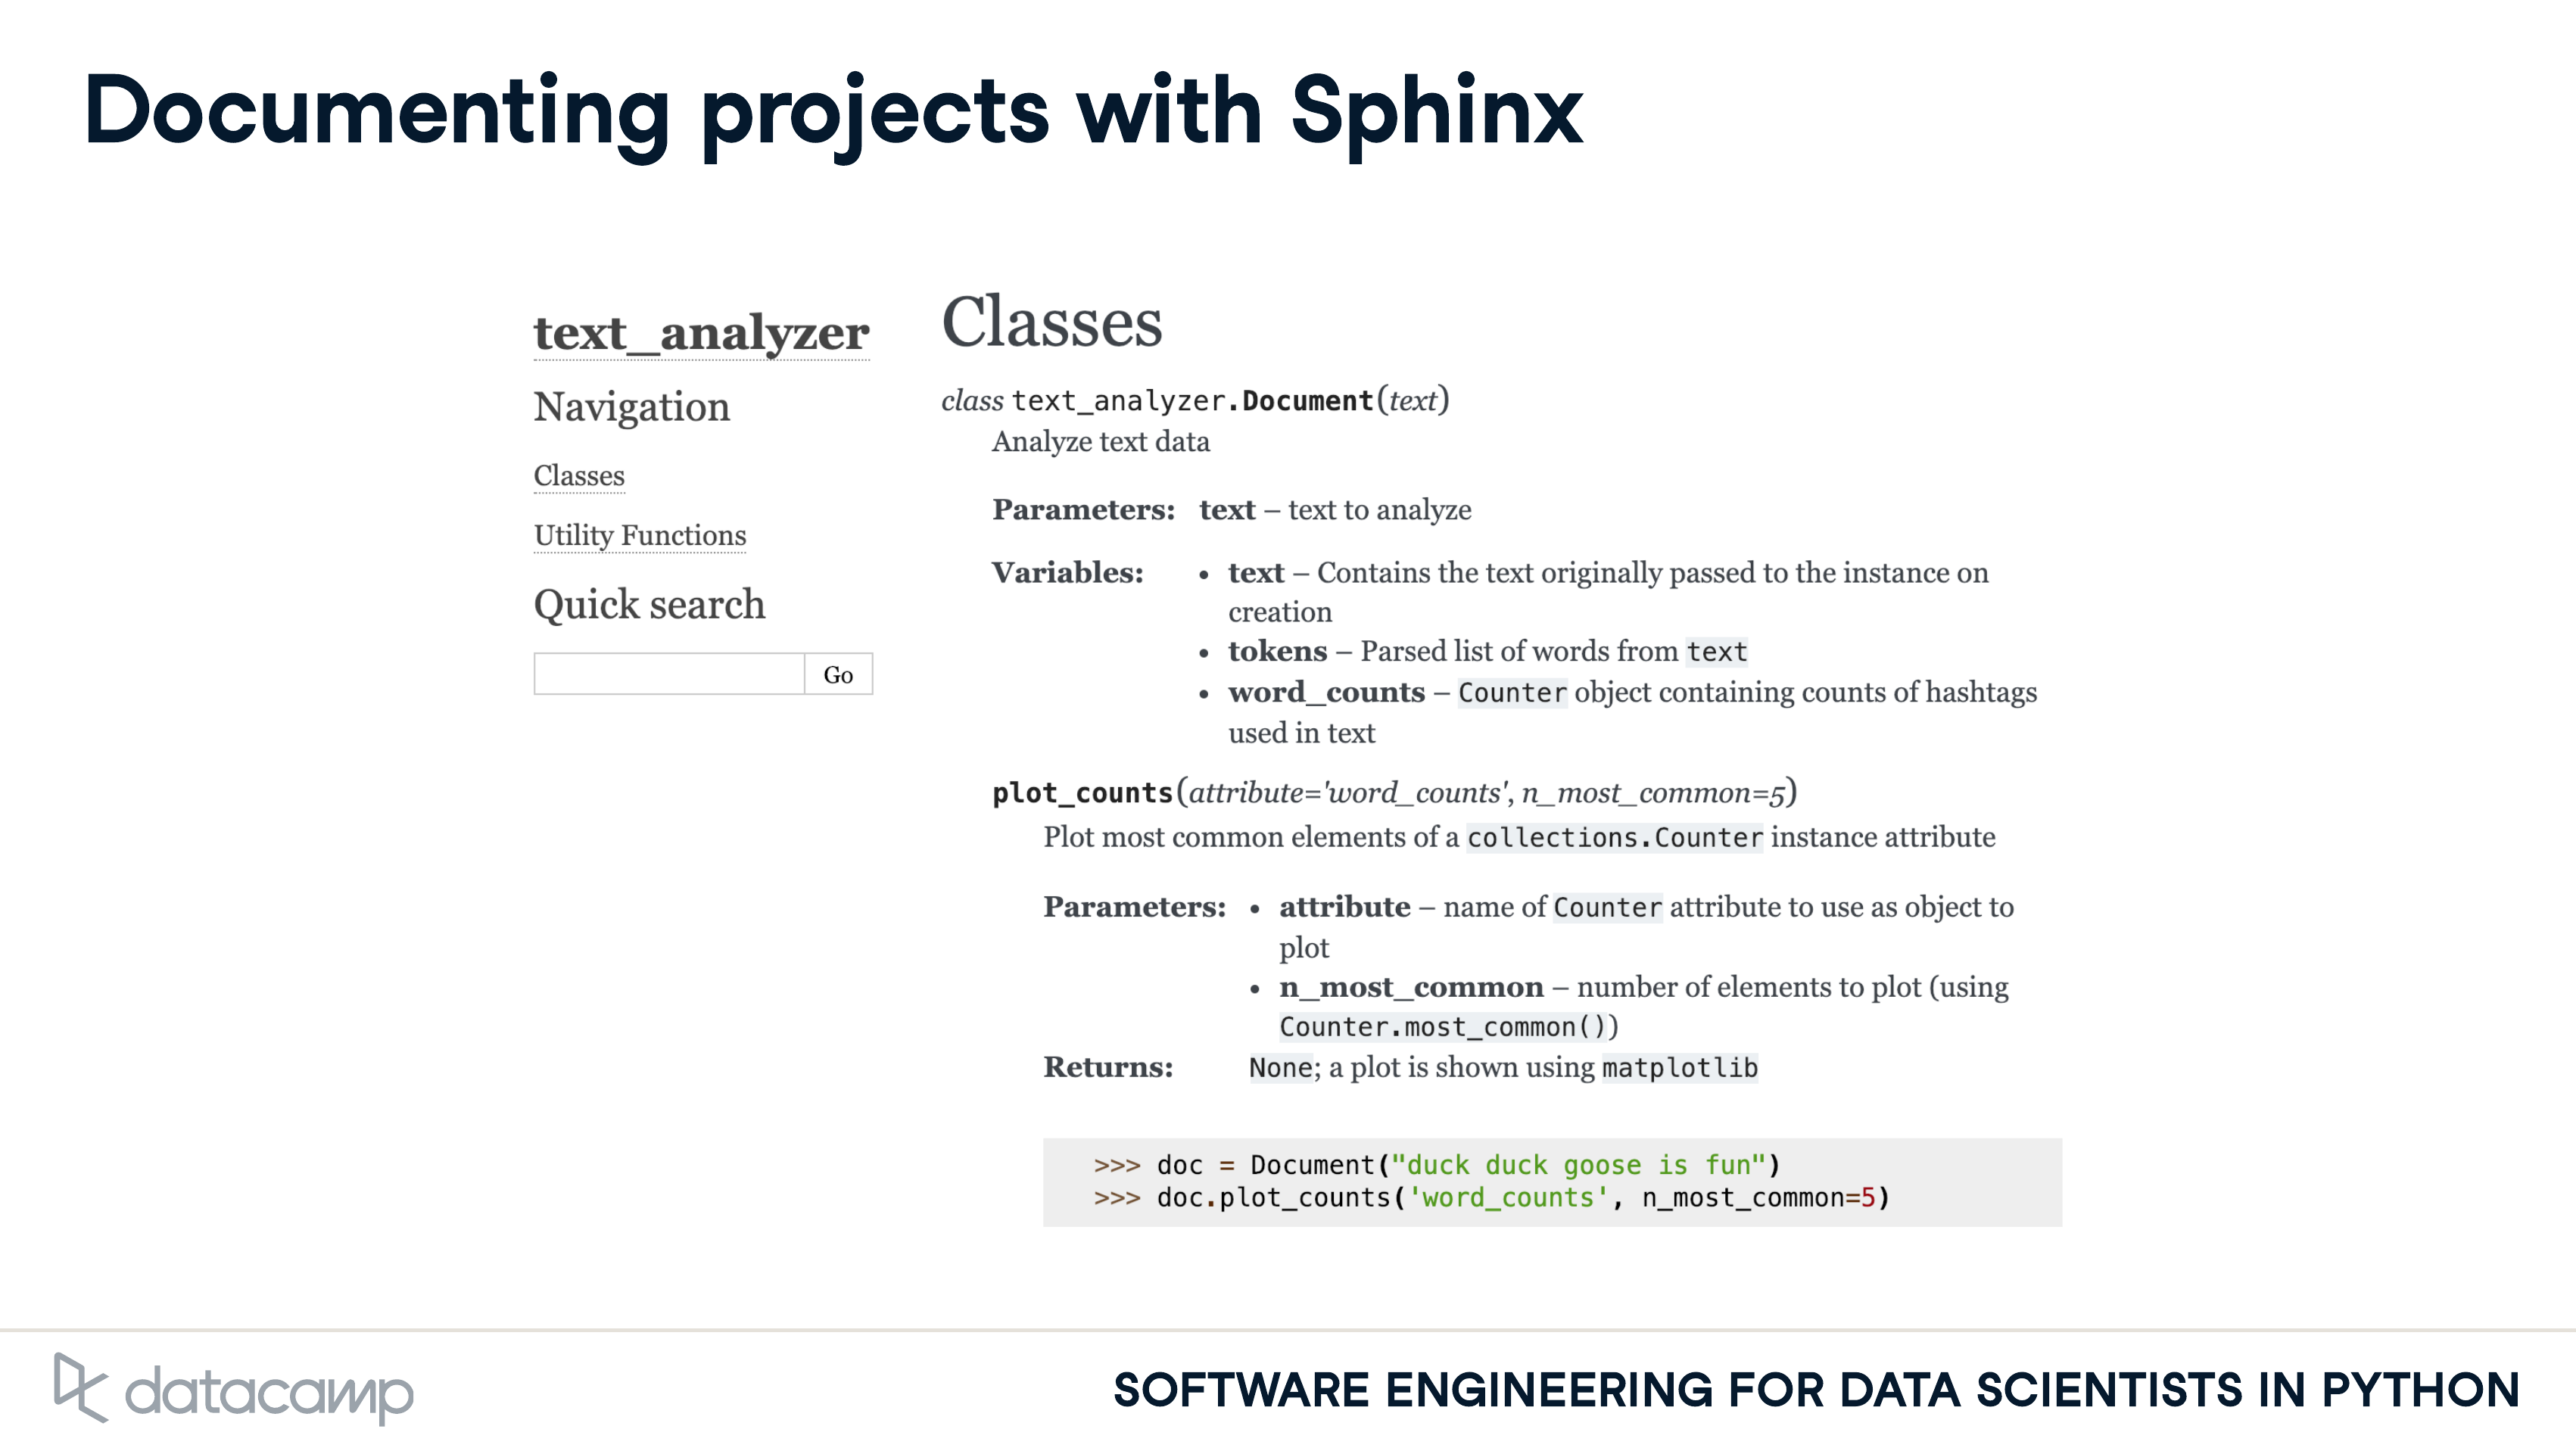 Documenting projects with Sphinx
text_analyzer
Navigation
Classes
Utility Functions
Quick search
Go
Classes
class text_analyzer.Document(text)
Analyze text data
Parameters: text – text to analyze
Variables: • text – Contains the text originally passed to the instance on
creation
• tokens – Parsed list of words from text
• word_counts – Counter object containing counts of hashtags
used in text
plot_counts(attribute='word_counts', n_most_common=5)
Plot most common elements of a collections.Counter instance attribute
Parameters: • attribute – name of Counter attribute to use as object to
plot
• n_most_common – number of elements to plot (using
Counter.most_common())
Returns: None; a plot is shown using matplotlib
>>> doc = Document("duck duck goose is fun")
>>> doc.plot_counts('word_counts', n_most_common=5)
datacamp
SOFTWARE ENGINEERING FOR DATA SCIENTISTS IN PYTHON